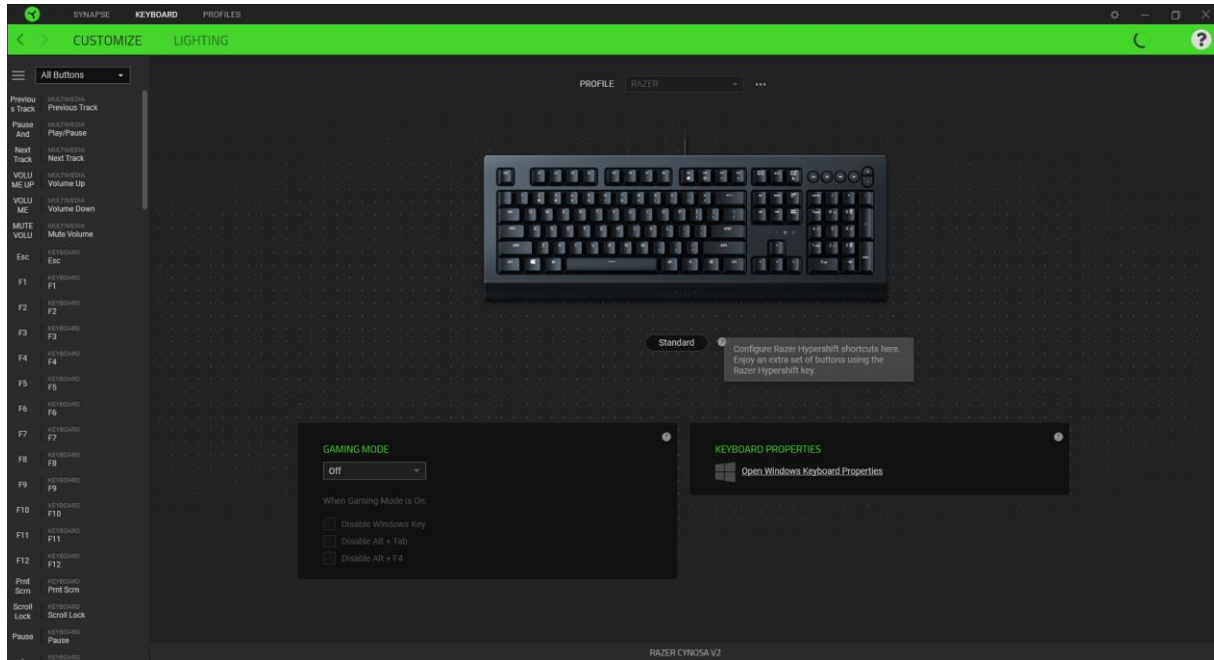 SYNAPSE KEYBOARD PROFILES
CUSTOMIZE LIGHTING
?
All Buttons
PROFILE RAZER
Previou
s Track
MULTIMEDIA
Previous Track
Pause
And
MULTIMEDIA
Play/Pause
Next
Track
MULTIMEDIA
Next Track
VOLU
ME UP
MULTIMEDIA
Volume Up
VOLU
ME
MULTIMEDIA
Volume Down
MUTE
VOLU
MULTIMEDIA
Mute Volume
Esc
KEYBOARD
Esc
F1
KEYBOARD
F1
F2
KEYBOARD
F2
F3
KEYBOARD
F3
F4
KEYBOARD
F4
F5
KEYBOARD
F5
F6
KEYBOARD
F6
F7
KEYBOARD
F7
F8
KEYBOARD
F8
F9
KEYBOARD
F9
F10
KEYBOARD
F10
F11
KEYBOARD
F11
F12
KEYBOARD
F12
Prnt
Scrn
KEYBOARD
Prnt Scrn
Scroll
Lock
KEYBOARD
Scroll Lock
Pause
KEYBOARD
Pause
KEYBOARD
Standard
?
Configure Razer Hypershift shortcuts here.
Enjoy an extra set of buttons using the
Razer Hypershift key.
GAMING MODE
?
Off
When Gaming Mode is On:
Disable Windows Key
Disable Alt + Tab
Disable Alt + F4
KEYBOARD PROPERTIES
?
Open Windows Keyboard Properties
RAZER CYNOSA V2